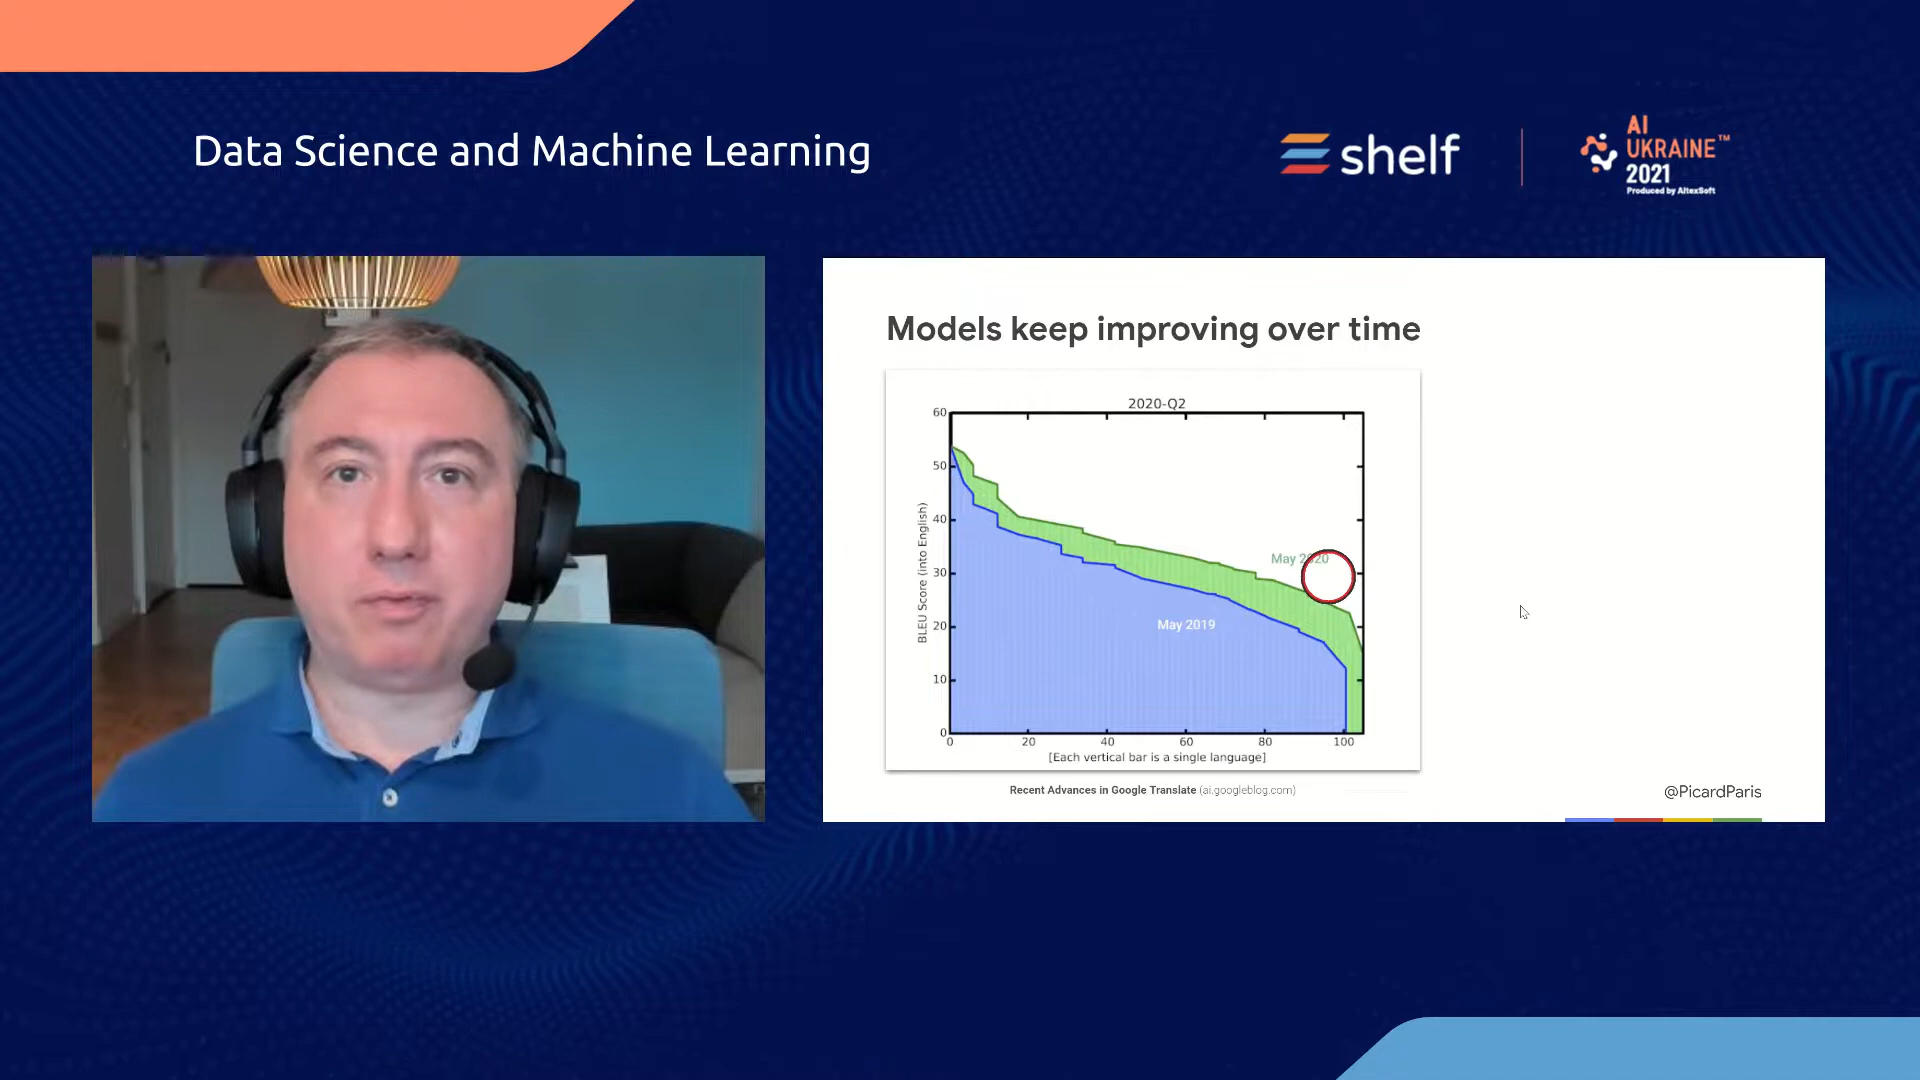 Data Science and Machine Learning
shelf
AI
UKRAINE™
2021
Produced by AltexSoft
Models keep improving over time
2020-Q2
60
50
40
30
20
10
0
BLEU Score (into English)
May 2020
May 2019
0 20 40 60 80 100
[Each vertical bar is a single language]
Recent Advances in Google Translate (ai.googleblog.com)
@PicardParis